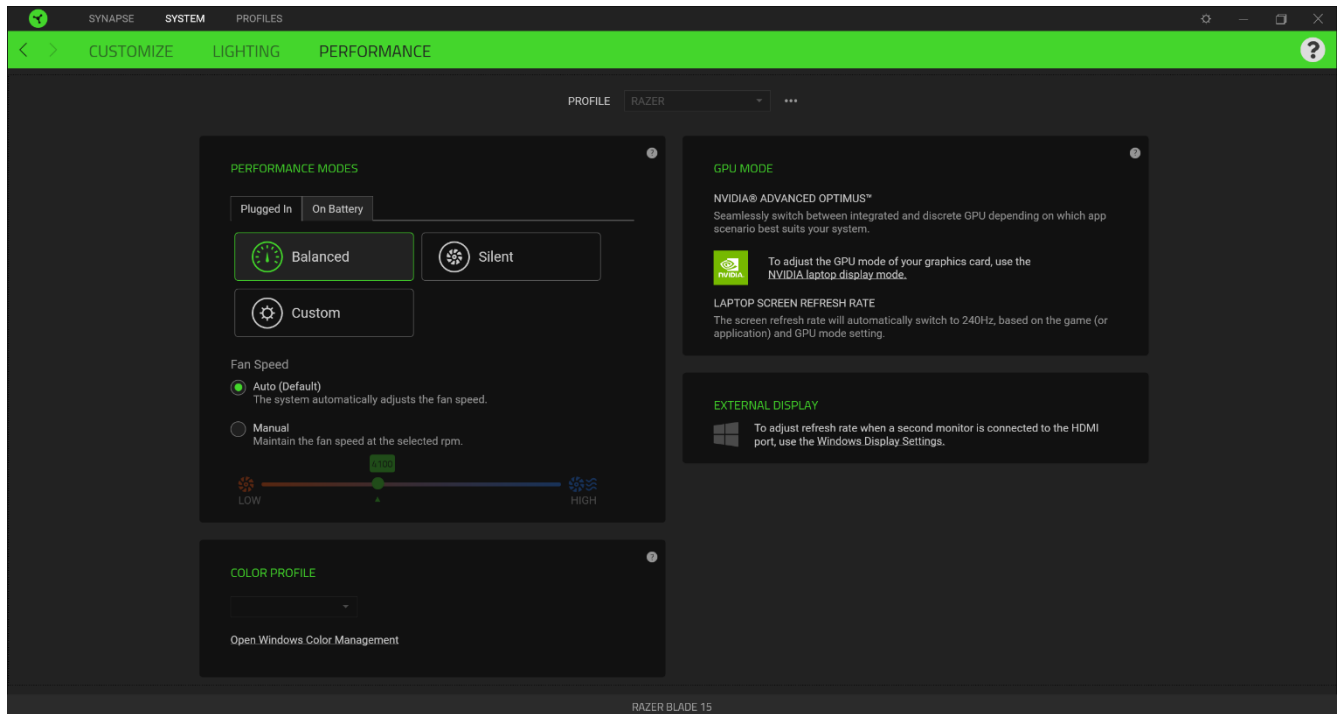 SYNAPSE SYSTEM PROFILES
CUSTOMIZE LIGHTING PERFORMANCE
?
PROFILE RAZER
PERFORMANCE MODES
?
Plugged In On Battery
Balanced
Silent
Custom
Fan Speed
Auto (Default)
The system automatically adjusts the fan speed.
Manual
Maintain the fan speed at the selected rpm.
4100
LOW
HIGH
COLOR PROFILE
?
Open Windows Color Management
GPU MODE
?
NVIDIA® ADVANCED OPTIMUS™
Seamlessly switch between integrated and discrete GPU depending on which app
scenario best suits your system.
NVIDIA
To adjust the GPU mode of your graphics card, use the
NVIDIA laptop display mode.
LAPTOP SCREEN REFRESH RATE
The screen refresh rate will automatically switch to 240Hz, based on the game (or
application) and GPU mode setting.
EXTERNAL DISPLAY
To adjust refresh rate when a second monitor is connected to the HDMI
port, use the Windows Display Settings.
RAZER BLADE 15